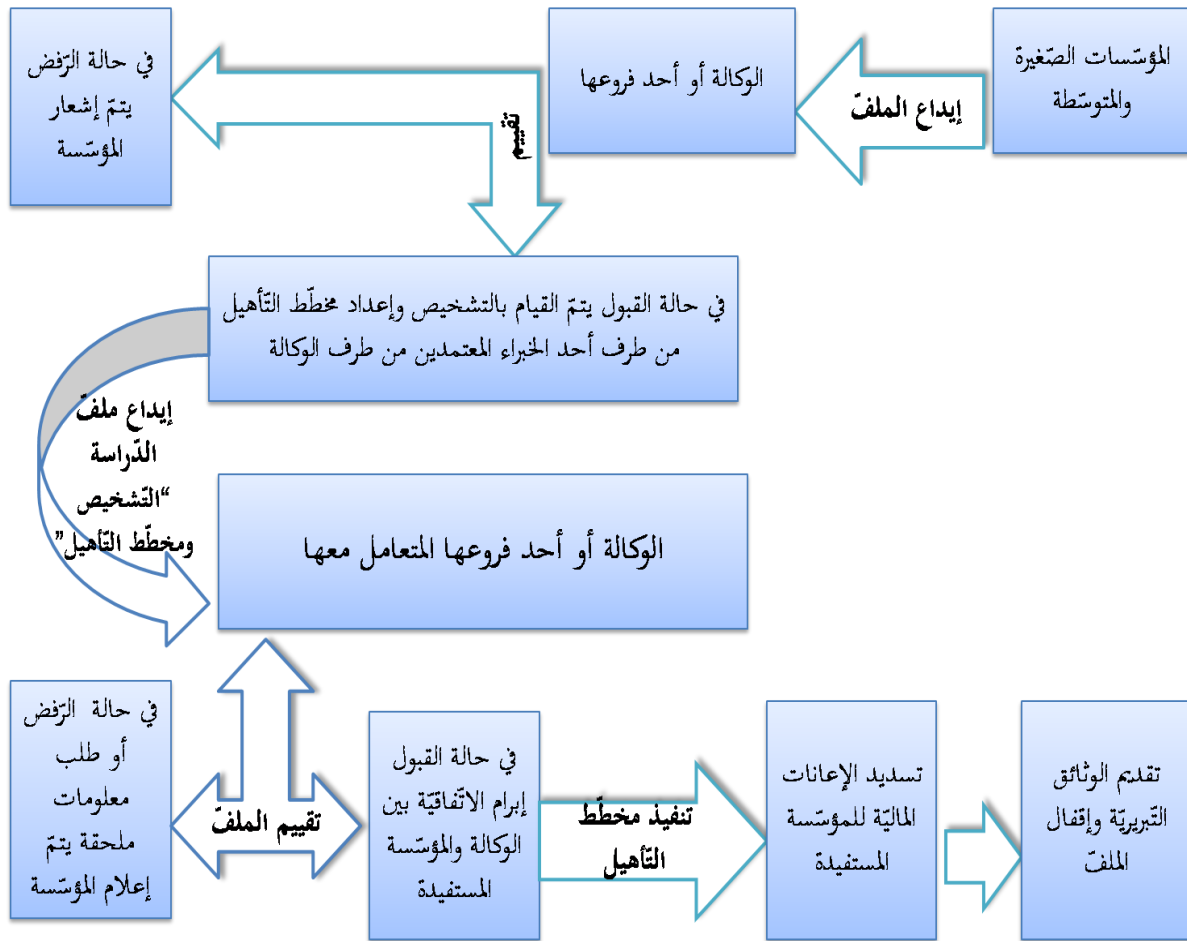 المؤسّسات الصّغيرة
والمتوسّطة
إيداع الملفّ
الوكالة أو أحد فروعها
تقييم
في حالة الرّفض
يتمّ إشعار
المؤسّسة
في حالة القبول يتمّ القيام بالتشخيص وإعداد مخطّط التّأهيل
من طرف أحد الخبراء المعتمدين من طرف الوكالة
إيداع ملفّ
الدّراسة
“التّشخيص
ومخطّط التّأهيل”
الوكالة أو أحد فروعها المتعامل معها
تقييم الملفّ
في حالة الرّفض
أو طلب
معلومات
ملحقة يتمّ
إعلام المؤسّسة
في حالة القبول
إبرام الاتّفاقيّة بين
الوكالة والمؤسّسة
المستفيدة
تنفيذ مخطّط
التّأهيل
تسديد الإعانات
الماليّة للمؤسسة
المستفيدة
تقديم الوثائق
التّبريريّة وإقفال
الملفّ